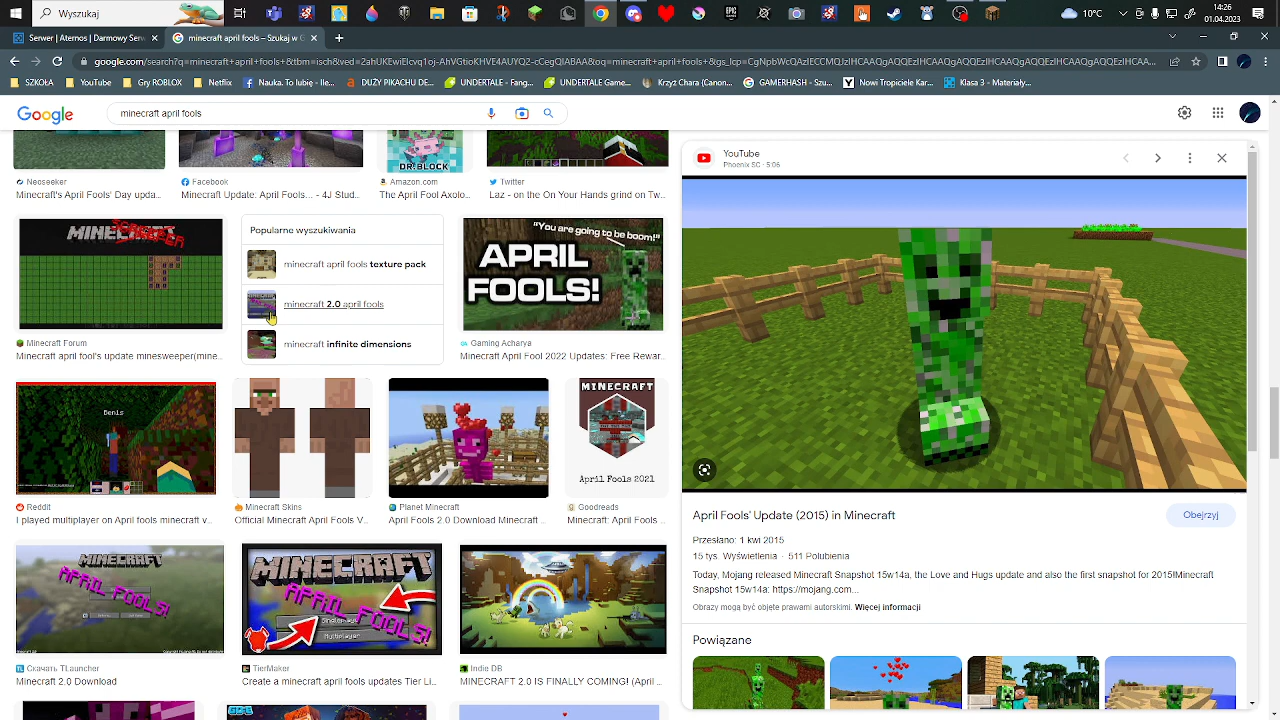 Wyszukaj
10°
14:46
01.04.2023
Serwer | Aternos | Darmowy Serw
minecraft april fools – Szukaj w G
SZKOŁA
YouTube
Gry ROBLOX
Netflix
Nauka. To lubię - Ile...
DUŻY PIKACHU DE...
UNDERTALE - Fang...
UNDERTALE: Gensz...
Krzyż Charz (Canon...
GAMERHASH - Szu...
Nowi Trenowicie Kar...
Klasa 3 - Materiały...
Google
minecraft april fools
DR.BLOCK
Neoseeker
Minecraft's April Fools' Day upda...
Facebook
Minecraft Update: April Fools... - 4J Stud...
Amazon.com
The April Fool Axolo...
Twitter
Laz - on the On Your Hands grind on Tw...
MINECRAFT
Popularne wyszukiwania
minecraft april fools texture pack
minecraft 2.0 april fools
minecraft infinite dimensions
"You are going to be boom!"
APRIL
FOOLS!
Minecraft Forum
Minecraft april fool's update minesweeper(mine...
Gaming Acharya
Minecraft April Fool 2022 Updates: Free Rewar...
Denis
MINECRAFT
April Fools 2021
Reddit
I played multiplayer on April fools minecraft v...
Minecraft Skins
Official Minecraft April Fools V...
Planet Minecraft
April Fools 2.0 Download Minecraft ...
Goodreads
Minecraft: April Fools ...
MINECRAFT
APRIL FOOLS!
MINECRAFT
APRIL FOOLS!
Singleplayer
Multiplayer
Скачать TLauncher
Minecraft 2.0 Download
TierMaker
Create a minecraft april fools updates Tier Li...
Indie DB
MINECRAFT 2.0 IS FINALLY COMING! (April ...
YouTube
Phoenix SC · 5:06
April Fools' Update (2015) in Minecraft
Obejrzyj
Przesłano: 1 kwi 2015
15 tys. Wyświetlenia · 511 Polubienia
Today, Mojang released Minecraft Snapshot 15w14a, the Love and Hugs update and also the first snapshot for 2015!Minecraft
Snapshot 15w14a: https://mojang.com...
Obrazy mogą być objęte prawami autorskimi. Więcej informacji
Powiązane